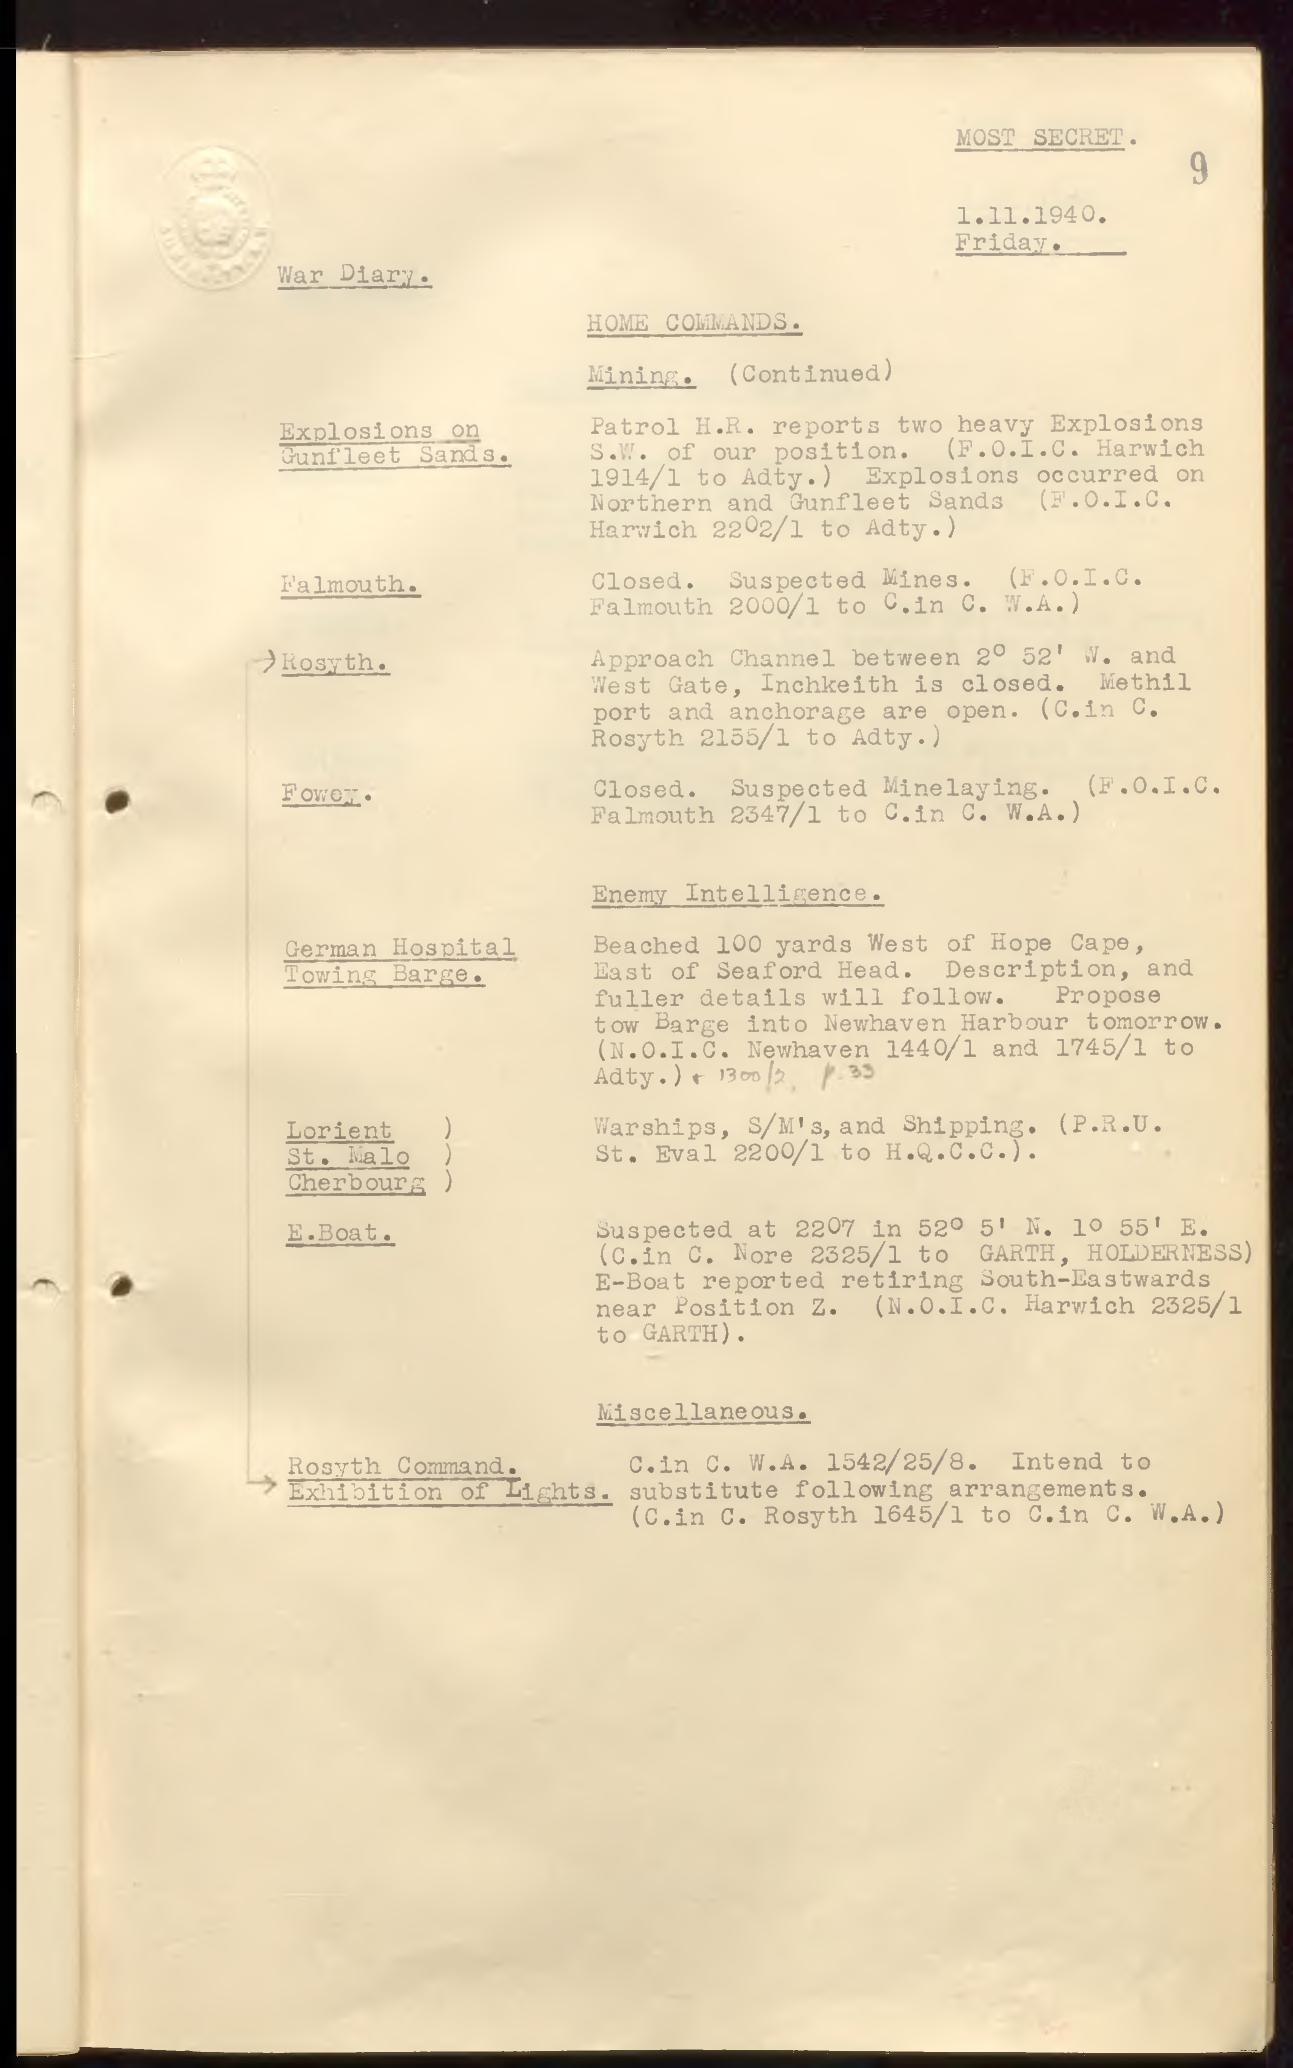 MOST SECRET.
9
1.11.1940.
Friday.
War Diary.
HOME COMMANDS.
Mining. (Continued)
Explosions on
Gunfleet Sands.
Patrol H.R. reports two heavy Explosions
S.W. of our position. (F.O.I.C. Harwich
1914/1 to Adty.) Explosions occurred on
Northern and Gunfleet Sands (F.O.I.C.
Harwich 2202/1 to Adty.)
Falmouth.
Closed. Suspected Mines. (F.O.I.C.
Falmouth 2000/1 to C.in C. W.A.)
Rosyth.
Approach Channel between 2° 52' W. and
West Gate, Inchkeith is closed. Methil
port and anchorage are open. (C.in C.
Rosyth 2155/1 to Adty.)
Fowey.
Closed. Suspected Minelaying. (F.O.I.C.
Falmouth 2347/1 to C.in C. W.A.)
Enemy Intelligence.
German Hospital
Towing Barge.
Beached 100 yards West of Hope Cape,
East of Seaford Head. Description, and
fuller details will follow. Propose
tow Barge into Newhaven Harbour tomorrow.
(N.O.I.C. Newhaven 1440/1 and 1745/1 to
Adty.) + 1300/2. p. 33
Lorient )
St. Malo )
Cherbourg )
Warships, S/M's, and Shipping. (P.R.U.
St. Eval 2200/1 to H.Q.C.C.).
E.Boat.
Suspected at 2207 in 52° 5' N. 1° 55' E.
(C.in C. Nore 2325/1 to GARTH, HOLDERNESS)
E-Boat reported retiring South-Eastwards
near Position Z. (N.O.I.C. Harwich 2325/1
to GARTH).
Miscellaneous.
Rosyth Command.
Exhibition of Lights.
C.in C. W.A. 1542/25/8. Intend to
substitute following arrangements.
(C.in C. Rosyth 1645/1 to C.in C. W.A.)